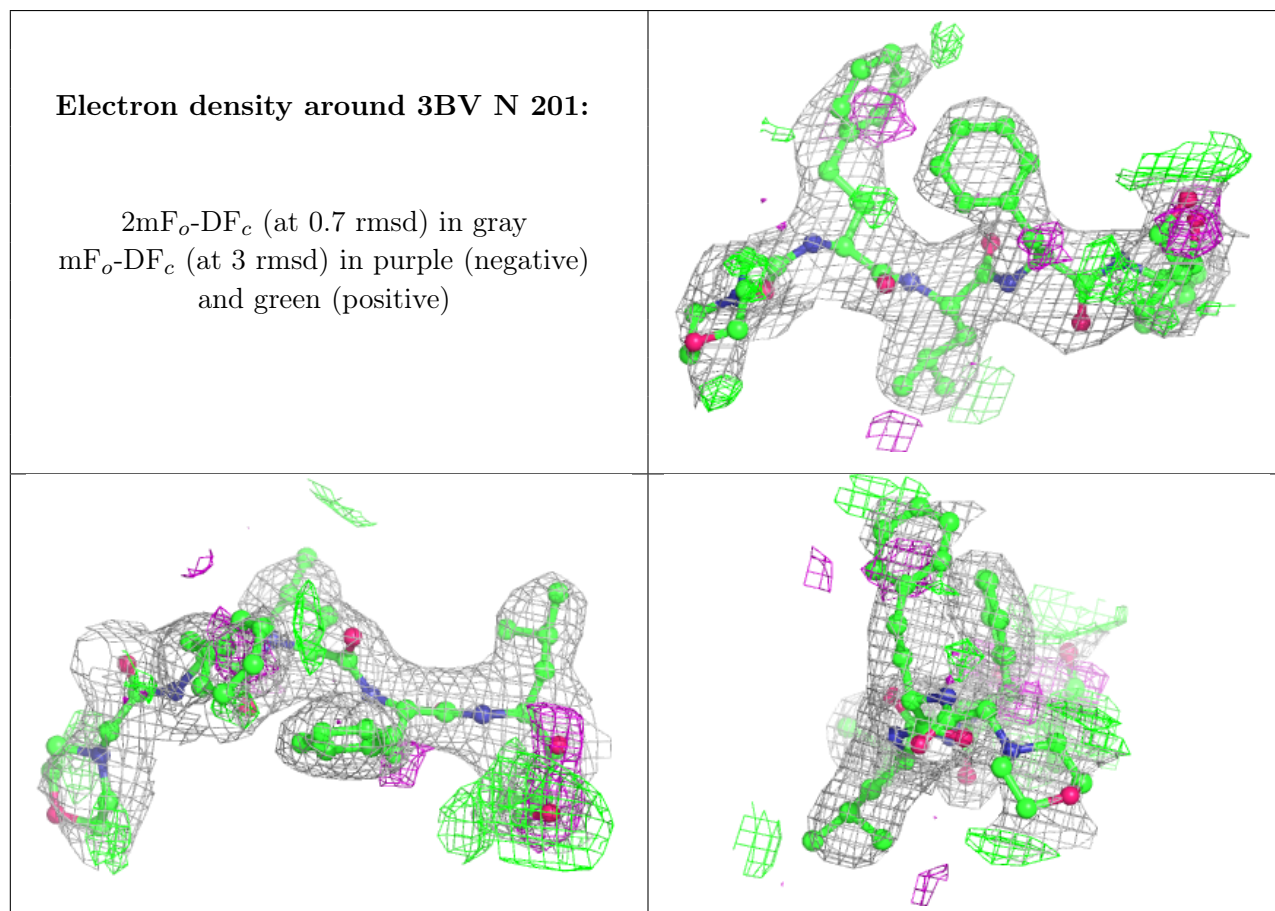 Electron density around 3BV N 201:
2mFo-DFc (at 0.7 rmsd) in gray
mFo-DFc (at 3 rmsd) in purple (negative)
and green (positive)